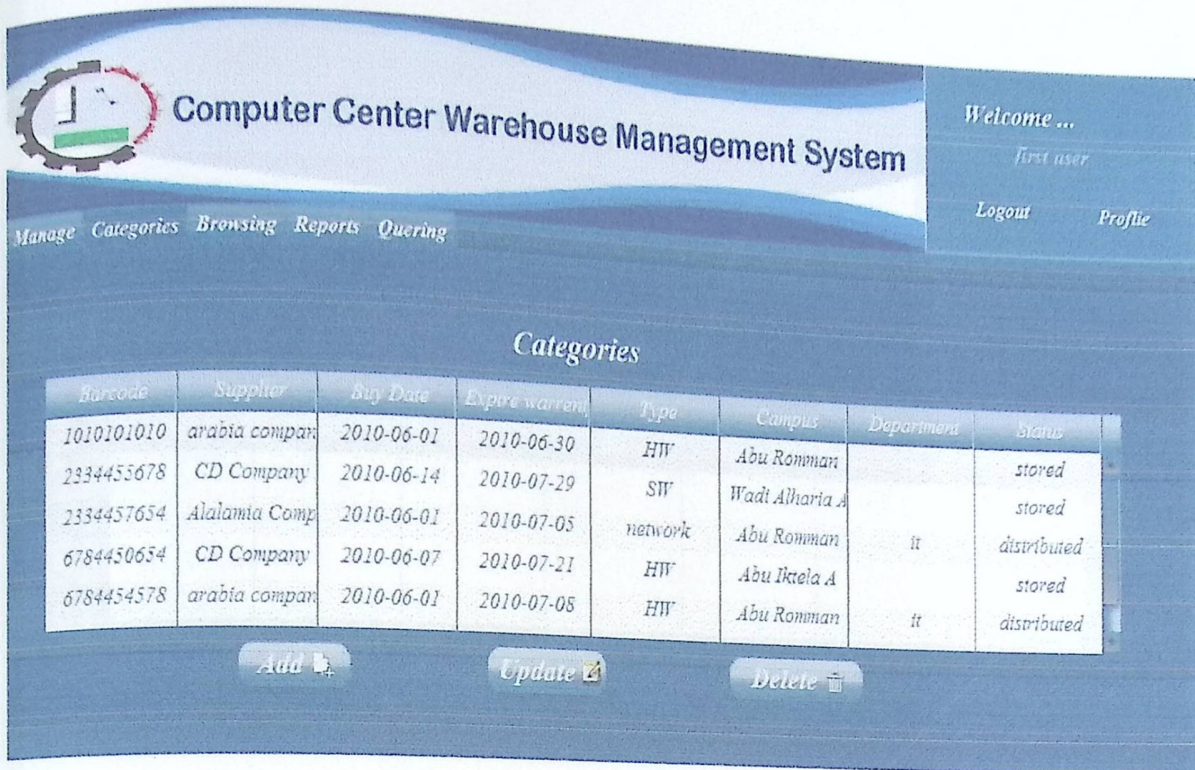 Computer Center Warehouse Management System
Welcome ...
first user
Logout Proflie
Manage Categories Browsing Reports Quering
Categories
Barcode Supplier Buy Date Expire warrent Type Campus Department Status
1010101010 arabia compan 2010-06-01 2010-06-30 HW Abu Romman stored
2334455678 CD Company 2010-06-14 2010-07-29 SW Wadi Alharia A stored
2334457654 Alalamia Comp 2010-06-01 2010-07-05 network Abu Romman it distributed
6784450654 CD Company 2010-06-07 2010-07-21 HW Abu Iktela A stored
6784454578 arabia compan 2010-06-01 2010-07-08 HW Abu Romman it distributed
Add Update Delete